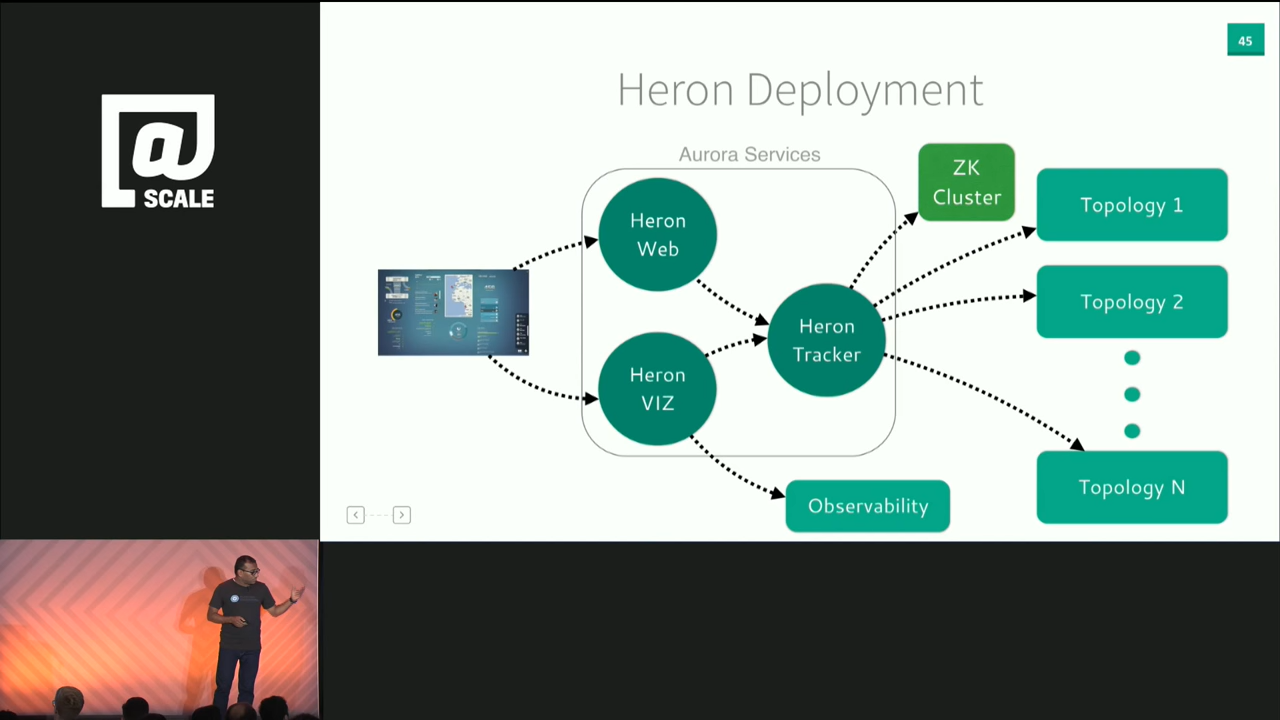 @
SCALE
45
Heron Deployment
Aurora Services
Heron
Web
Heron
VIZ
Heron
Tracker
ZK
Cluster
Topology 1
Topology 2
Topology N
Observability